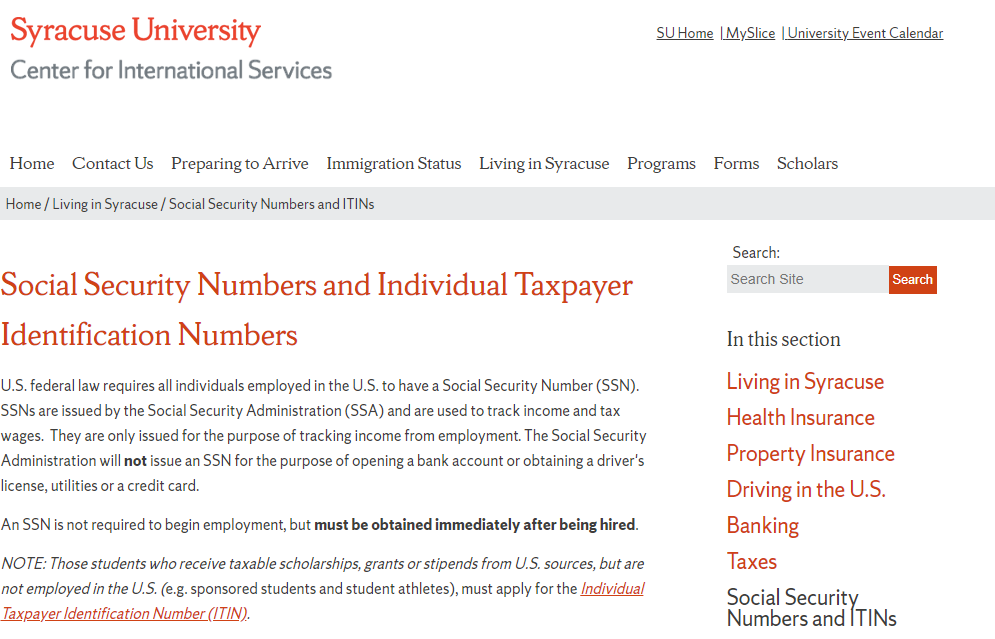 Syracuse University
SU Home | MySlice | University Event Calendar
Center for International Services
Home Contact Us Preparing to Arrive Immigration Status Living in Syracuse Programs Forms Scholars
Home / Living in Syracuse / Social Security Numbers and ITINs
Social Security Numbers and Individual Taxpayer
Identification Numbers
U.S. federal law requires all individuals employed in the U.S. to have a Social Security Number (SSN).
SSNs are issued by the Social Security Administration (SSA) and are used to track income and tax
wages. They are only issued for the purpose of tracking income from employment. The Social Security
Administration will not issue an SSN for the purpose of opening a bank account or obtaining a driver's
license, utilities or a credit card.
An SSN is not required to begin employment, but must be obtained immediately after being hired.
NOTE: Those students who receive taxable scholarships, grants or stipends from U.S. sources, but are
not employed in the U.S. (e.g. sponsored students and student athletes), must apply for the Individual
Taxpayer Identification Number (ITIN).
Search:
Search Site Search
In this section
Living in Syracuse
Health Insurance
Property Insurance
Driving in the U.S.
Banking
Taxes
Social Security
Numbers and ITINs